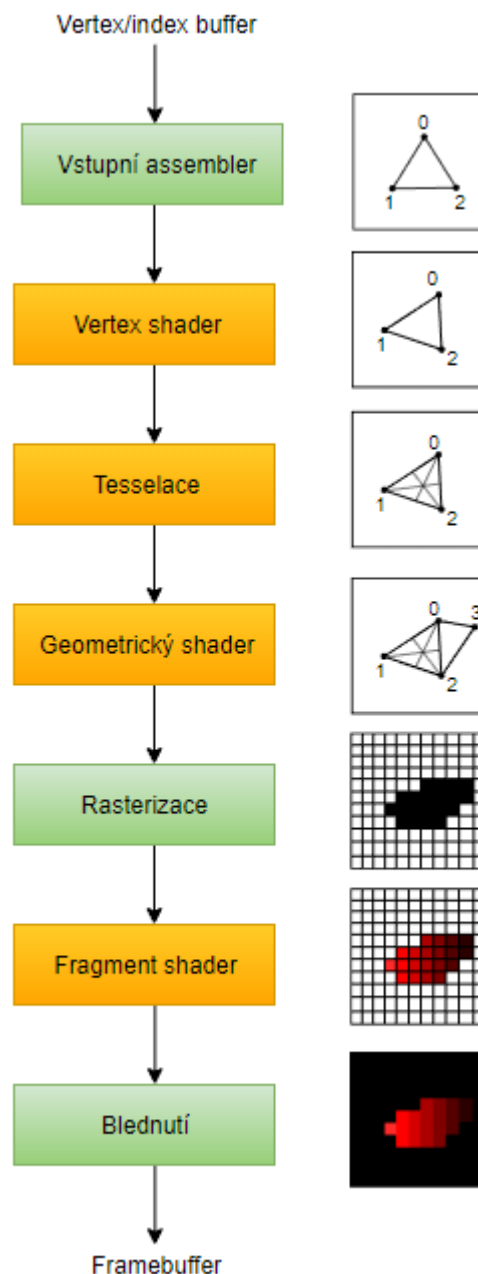 Vertex/index buffer
Vstupní assembler
0
1 2
Vertex shader
0
1
2
Tesselace
0
1
2
Geometrický shader
0 3
1
2
Rasterizace
Fragment shader
Blednutí
Framebuffer